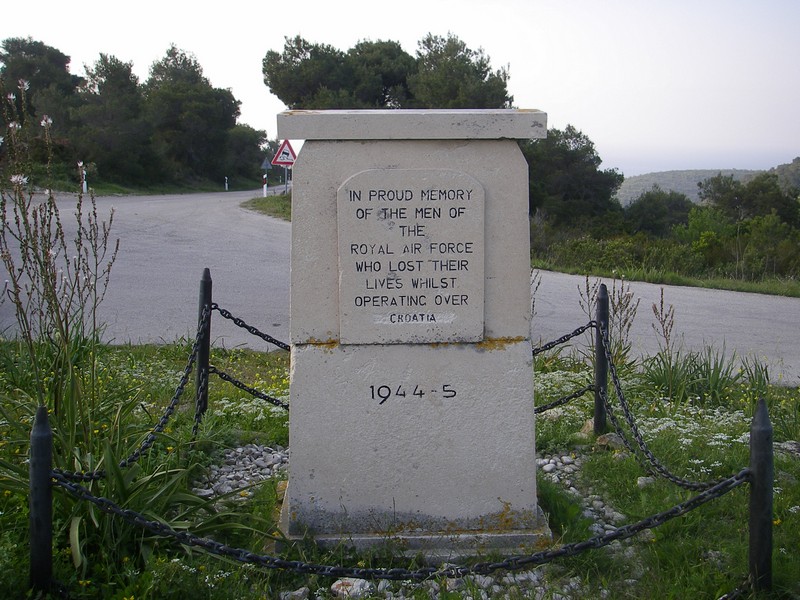 IN PROUD MEMORY
OF THE MEN OF
THE
ROYAL AIR FORCE
WHO LOST THEIR
LIVES WHILST
OPERATING OVER
CROATIA
1944-5